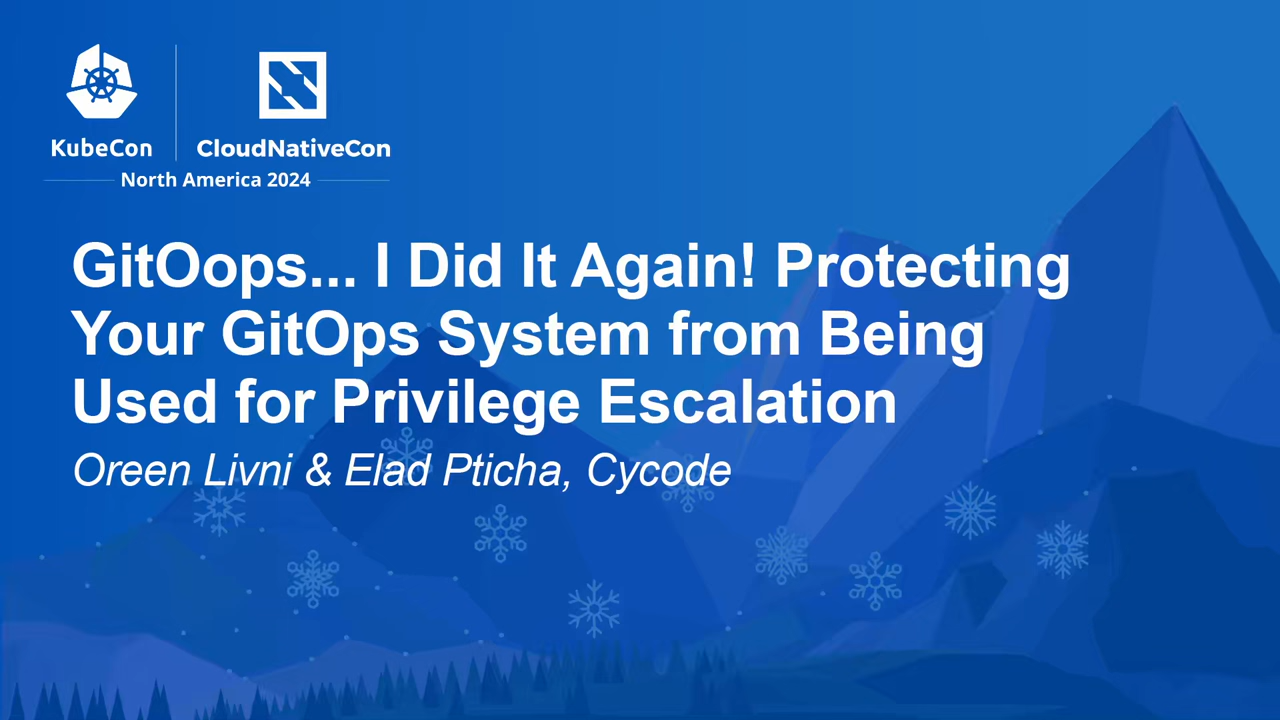 KubeCon
CloudNativeCon
North America 2024
GitOops... I Did It Again! Protecting
Your GitOps System from Being
Used for Privilege Escalation
Oreen Livni & Elad Pticha, Cycode